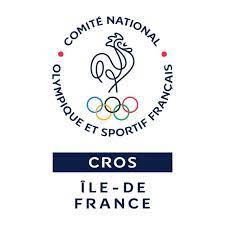 COMITÉ NATIONAL
OLYMPIQUE ET SPORTIF FRANÇAIS
CROS
ÎLE-DE
FRANCE